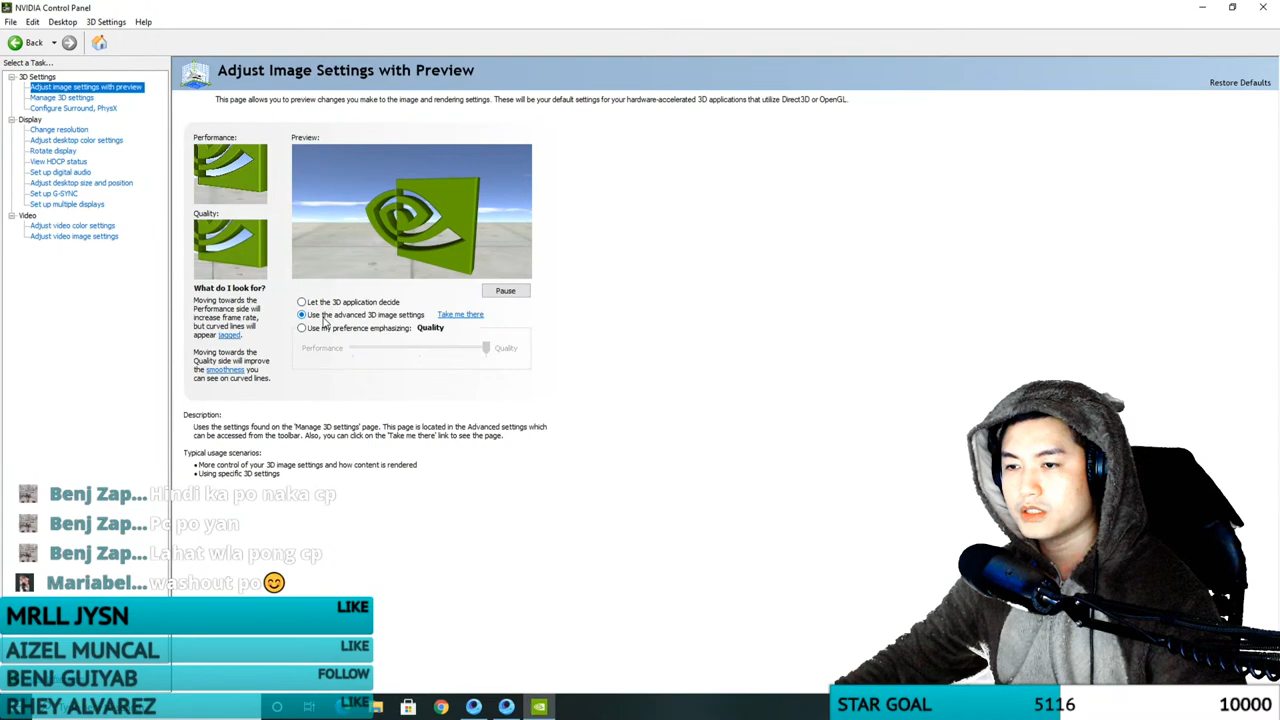 NVIDIA Control Panel
File Edit Desktop 3D Settings Help
Back
Select a Task...
3D Settings
Adjust image settings with preview
Manage 3D settings
Configure Surround, PhysX
Display
Change resolution
Adjust desktop color settings
Rotate display
View HDCP status
Set up digital audio
Adjust desktop size and position
Set up G-SYNC
Set up multiple displays
Video
Adjust video color settings
Adjust video image settings
Adjust Image Settings with Preview
Restore Defaults
This page allows you to preview changes you make to the image and rendering settings. These will be your default settings for your hardware-accelerated 3D applications that utilize Direct3D or OpenGL.
Performance:
Quality:
What do I look for?
Moving towards the
Performance side will
increase frame rate,
but curved lines will
appear jagged.
Moving towards the
Quality side will improve
the smoothness you
can see on curved lines.
Preview:
Pause
Let the 3D application decide
Use the advanced 3D image settings Take me there
Use my preference emphasizing: Quality
Performance Quality
Description:
Uses the settings found on the 'Manage 3D settings' page. This page is located in the Advanced settings which
can be accessed from the toolbar. Also, you can click on the 'Take me there' link to see the page.
Typical usage scenarios:
• More control of your 3D image settings and how content is rendered
• Using specific 3D settings
Benj Zap... Hindi ka po naka cp
Benj Zap... Pc po yan
Benj Zap... Lahat wla pong cp
Mariabel... washout po😊
MRLL JYSN LIKE
AIZEL MUNCAL LIKE
BENJ GUIYAB FOLLOW
RHEY ALVAREZ LIKE
STAR GOAL 5116 10000